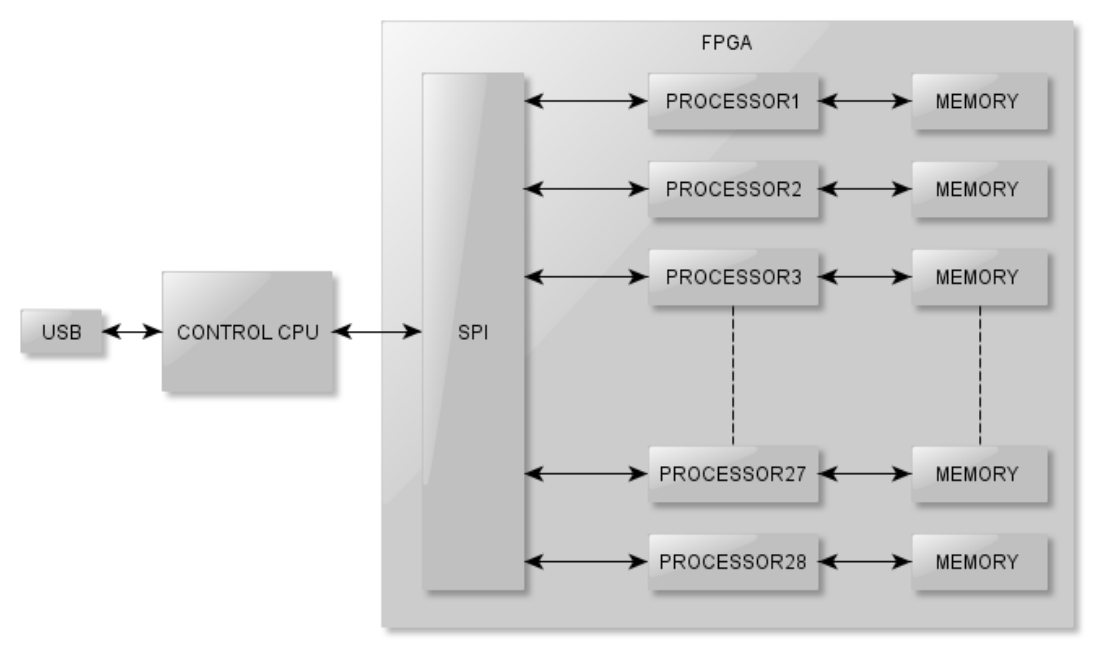 FPGA
PROCESSOR1
MEMORY
PROCESSOR2
MEMORY
PROCESSOR3
MEMORY
USB
CONTROL CPU
SPI
PROCESSOR27
MEMORY
PROCESSOR28
MEMORY